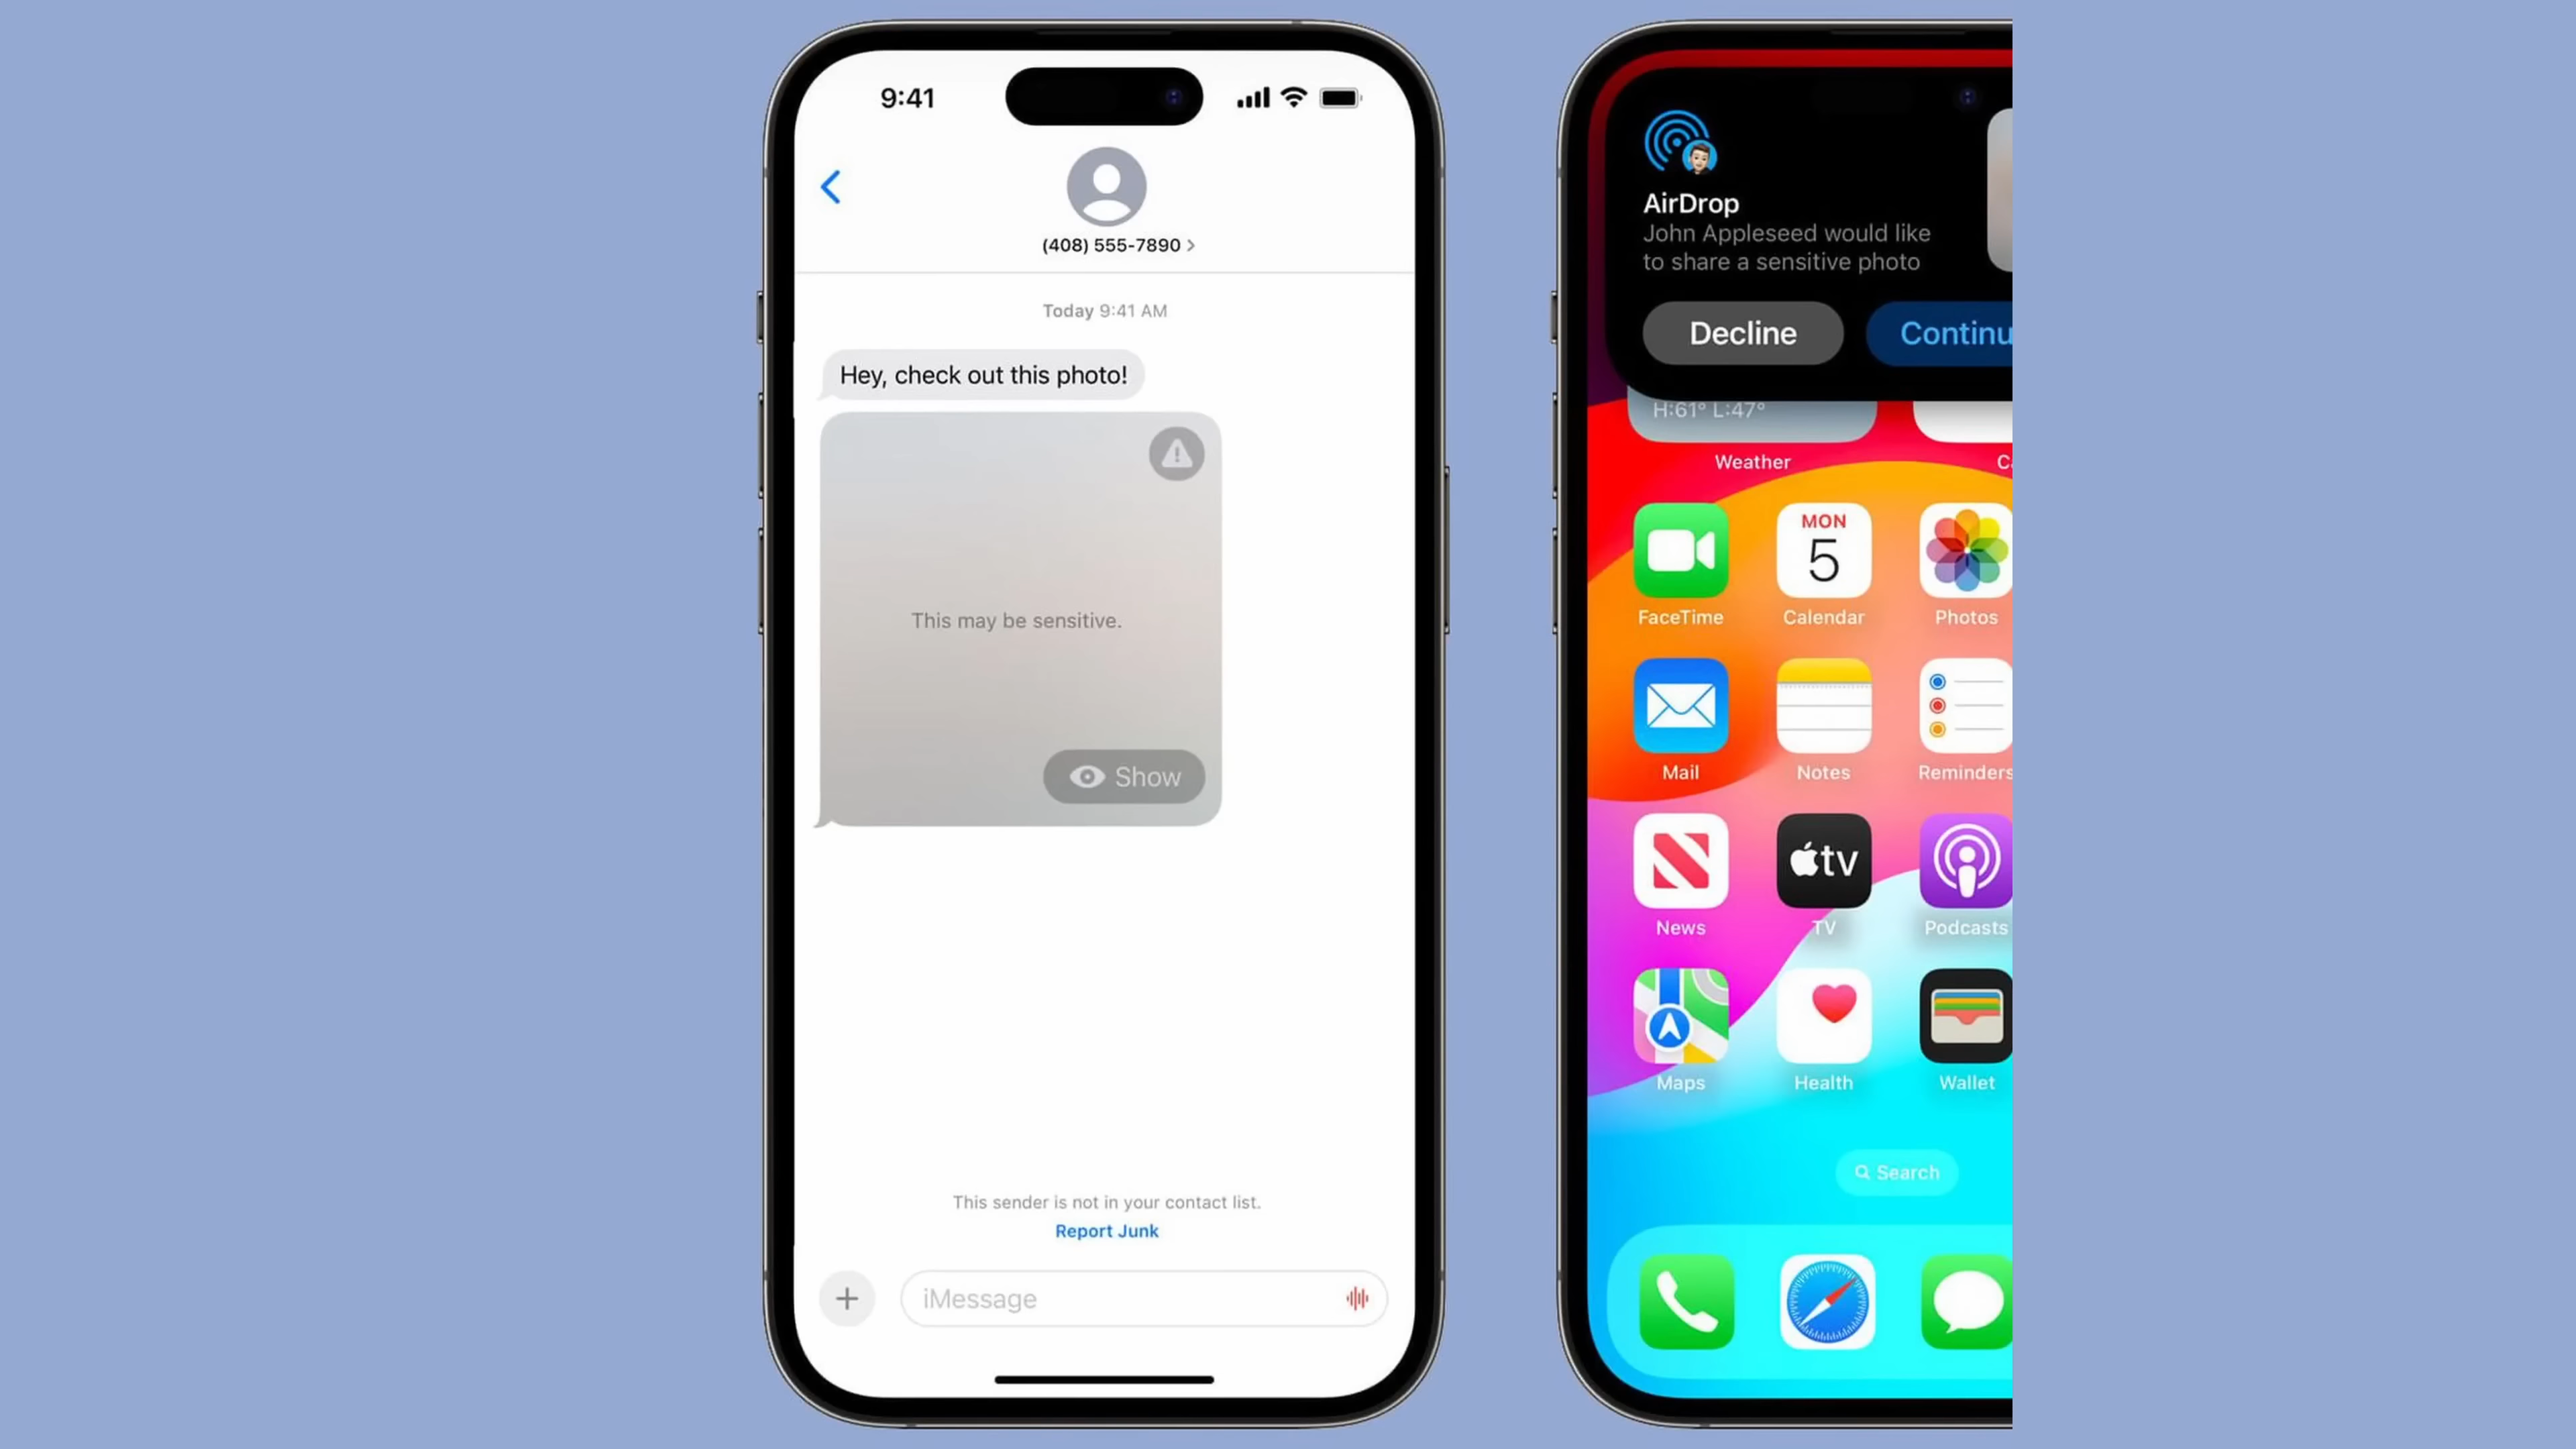 9:41
(408) 555-7890 >
Today 9:41 AM
Hey, check out this photo!
This may be sensitive.
Show
This sender is not in your contact list.
Report Junk
iMessage
AirDrop
John Appleseed would like
to share a sensitive photo
Decline
Continu
H:61° L:47°
Weather
MON
5
FaceTime
Calendar
Photos
Mail
Notes
Reminders
tv
News
TV
Podcasts
Maps
Health
Wallet
Search